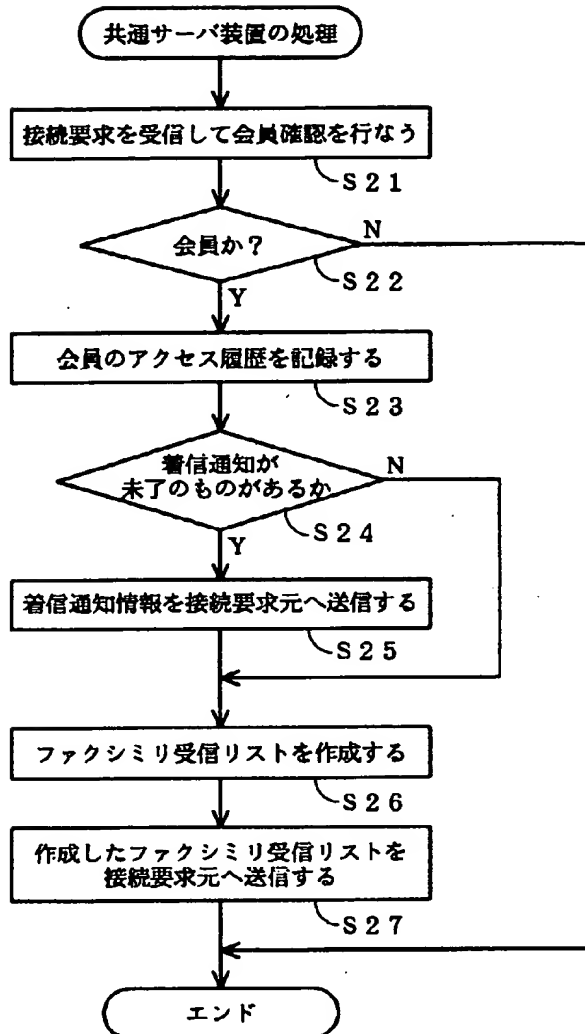 共通サーバ装置の処理
接続要求を受信して会員確認を行なう
S21
会員か?
N
S22
Y
会員のアクセス履歴を記録する
S23
着信通知が
未了のものがあるか
N
S24
Y
着信通知情報を接続要求元へ送信する
S25
ファクシミリ受信リストを作成する
S26
作成したファクシミリ受信リストを
接続要求元へ送信する
S27
エンド